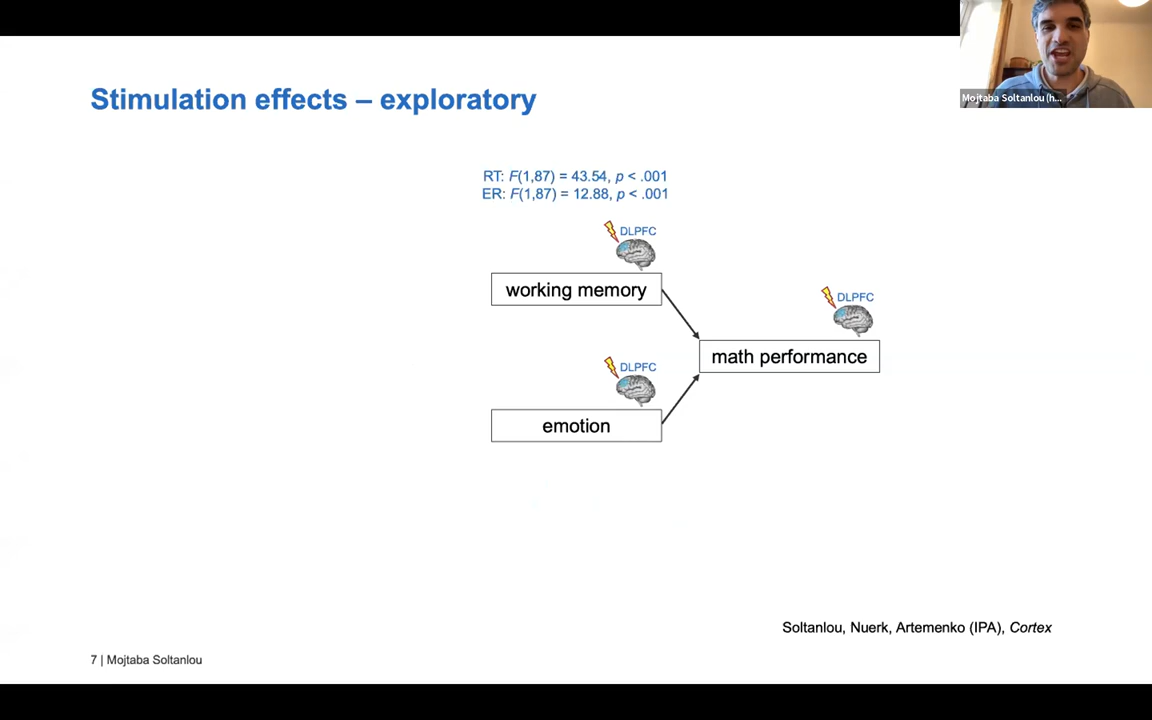 Stimulation effects – exploratory
Mojtaba Soltanlou (h...
RT: F(1,87) = 43.54, p < .001
ER: F(1,87) = 12.88, p < .001
DLPFC
working memory
DLPFC
math performance
DLPFC
emotion
Soltanlou, Nuerk, Artemenko (IPA), Cortex
7 | Mojtaba Soltanlou